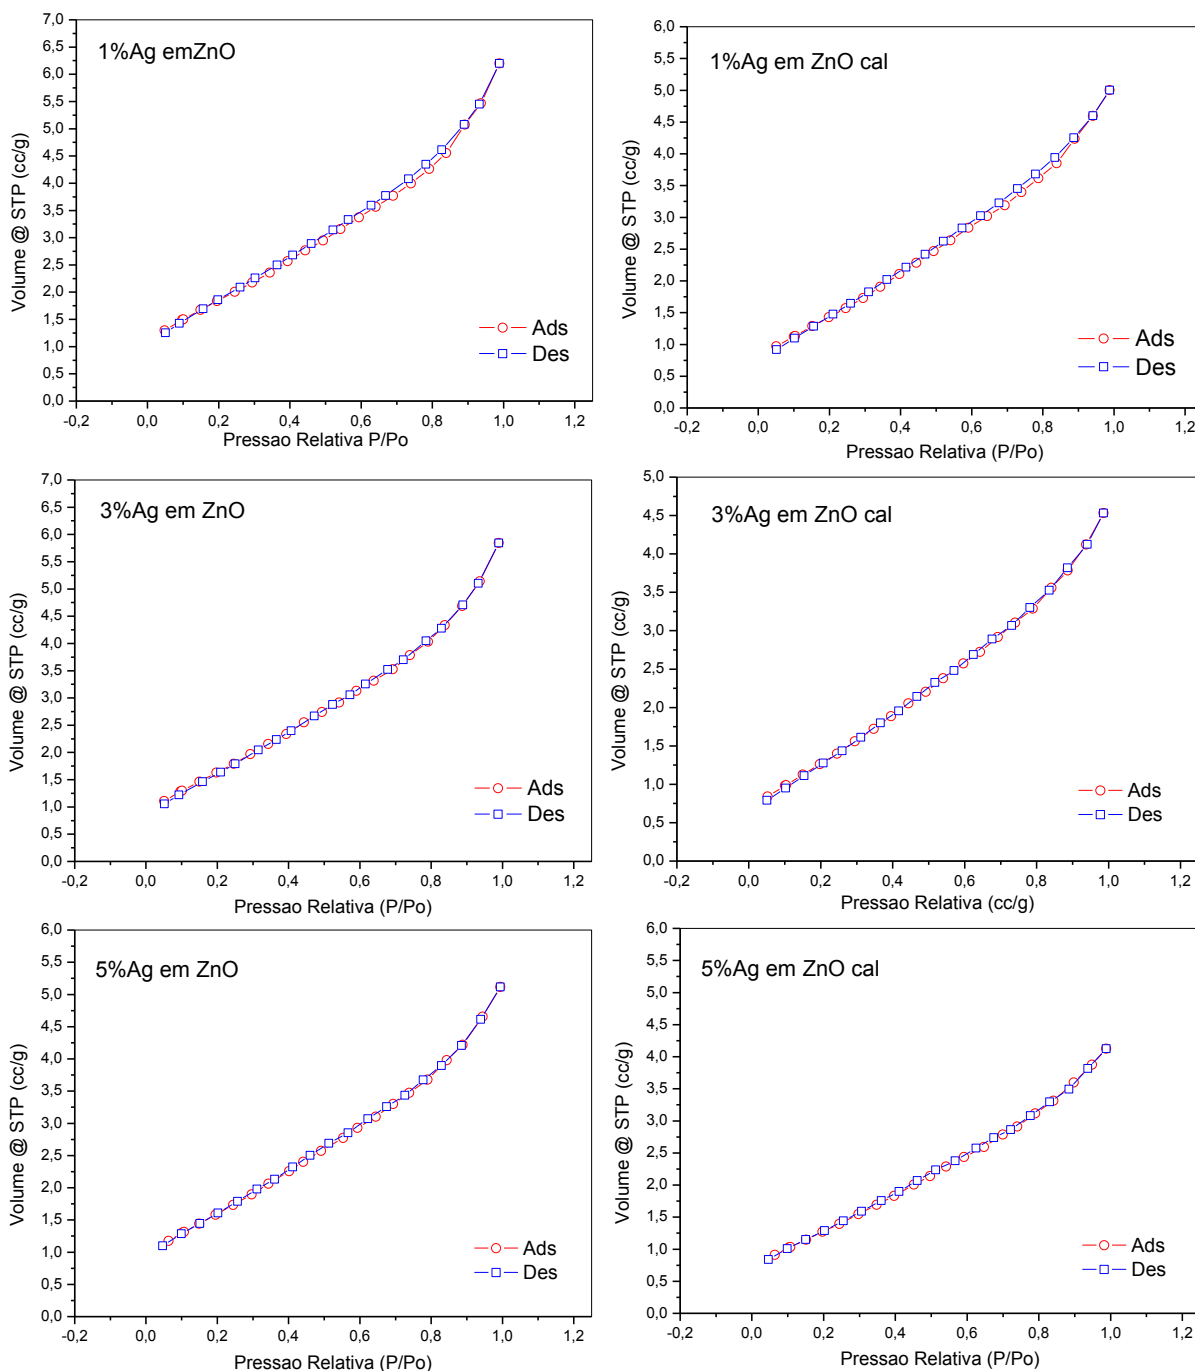 1%Ag emZnO
Volume @ STP (cc/g)
7,0
6,5
6,0
5,5
5,0
4,5
4,0
3,5
3,0
2,5
2,0
1,5
1,0
0,5
0,0
Ads
Des
-0,2 0,0 0,2 0,4 0,6 0,8 1,0 1,2
Pressao Relativa P/Po
1%Ag em ZnO cal
Volume @ STP (cc/g)
6,0
5,5
5,0
4,5
4,0
3,5
3,0
2,5
2,0
1,5
1,0
0,5
0,0
Ads
Des
-0,2 0,0 0,2 0,4 0,6 0,8 1,0 1,2
Pressao Relativa (P/Po)
3%Ag em ZnO
Volume @ STP (cc/g)
7,0
6,5
6,0
5,5
5,0
4,5
4,0
3,5
3,0
2,5
2,0
1,5
1,0
0,5
0,0
Ads
Des
-0,2 0,0 0,2 0,4 0,6 0,8 1,0 1,2
Pressao Relativa (P/Po)
3%Ag em ZnO cal
Volume @ STP (cc/g)
5,0
4,5
4,0
3,5
3,0
2,5
2,0
1,5
1,0
0,5
0,0
Ads
Des
-0,2 0,0 0,2 0,4 0,6 0,8 1,0 1,2
Pressao Relativa (cc/g)
5%Ag em ZnO
Volume @ STP (cc/g)
6,0
5,5
5,0
4,5
4,0
3,5
3,0
2,5
2,0
1,5
1,0
0,5
0,0
Ads
Des
-0,2 0,0 0,2 0,4 0,6 0,8 1,0 1,2
Pressao Relativa (P/Po)
5%Ag em ZnO cal
Volume @ STP (cc/g)
6,0
5,5
5,0
4,5
4,0
3,5
3,0
2,5
2,0
1,5
1,0
0,5
0,0
Ads
Des
-0,2 0,0 0,2 0,4 0,6 0,8 1,0 1,2
Pressao Relativa (P/Po)